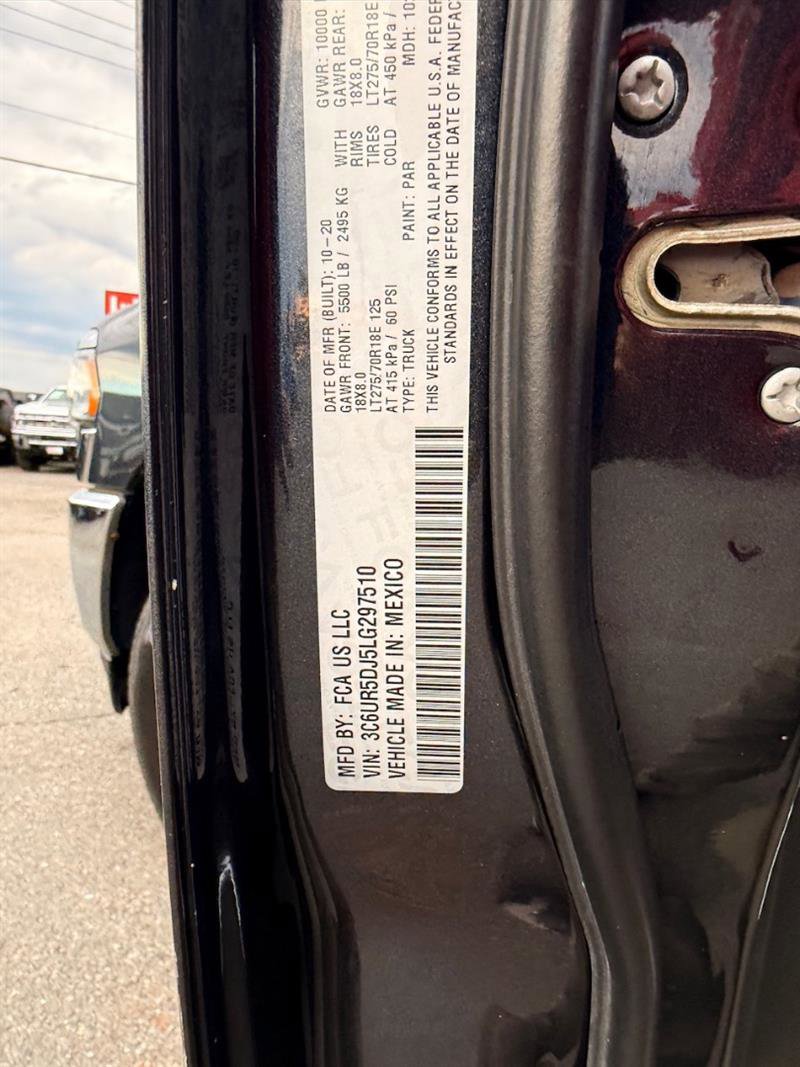 MFD BY: FCA US LLC
VIN: 3C6UR5DJ5LG297510
VEHICLE MADE IN: MEXICO
DATE OF MFR (BUILT): 10-20 GVWR: 10000
GAWR FRONT: 5500 LB / 2495 KG WITH GAWR REAR:
18X8.0 RIMS 18X8.0
LT275/70R18E 125 TIRES LT275/70R18E
AT 415 kPa / 60 PSI COLD AT 450 kPa /
TYPE: TRUCK PAINT: PAR MDH: 10
THIS VEHICLE CONFORMS TO ALL APPLICABLE U.S.A. FEDER
STANDARDS IN EFFECT ON THE DATE OF MANUFAC